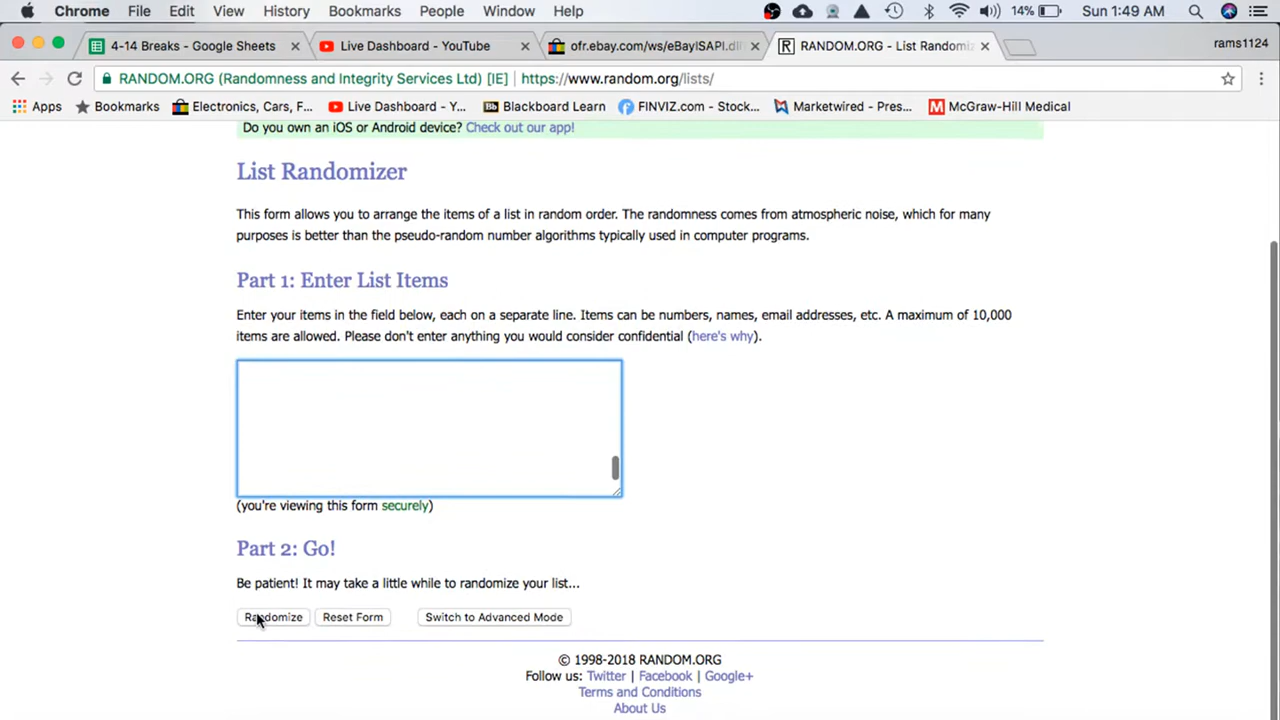 Chrome File Edit View History Bookmarks People Window Help 14% Sun 1:49 AM
4-14 Breaks - Google Sheets Live Dashboard - YouTube ofr.ebay.com/ws/eBayISAPI.dll RANDOM.ORG - List Randomiz rams1124
RANDOM.ORG (Randomness and Integrity Services Ltd) [IE] https://www.random.org/lists/
Apps Bookmarks Electronics, Cars, F... Live Dashboard - Y... Bb Blackboard Learn FINVIZ.com - Stock... Marketwired - Pres... M McGraw-Hill Medical
Do you own an iOS or Android device? Check out our app!
List Randomizer
This form allows you to arrange the items of a list in random order. The randomness comes from atmospheric noise, which for many
purposes is better than the pseudo-random number algorithms typically used in computer programs.
Part 1: Enter List Items
Enter your items in the field below, each on a separate line. Items can be numbers, names, email addresses, etc. A maximum of 10,000
items are allowed. Please don't enter anything you would consider confidential (here's why).
(you're viewing this form securely)
Part 2: Go!
Be patient! It may take a little while to randomize your list...
Randomize Reset Form Switch to Advanced Mode
© 1998-2018 RANDOM.ORG
Follow us: Twitter | Facebook | Google+
Terms and Conditions
About Us